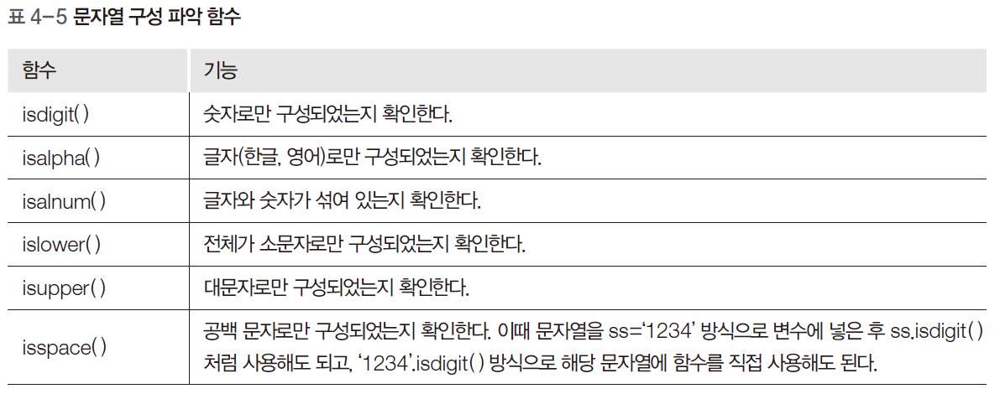 표 4-5 문자열 구성 파악 함수
함수 기능
isdigit( ) 숫자로만 구성되었는지 확인한다.
isalpha( ) 글자(한글, 영어)로만 구성되었는지 확인한다.
isalnum( ) 글자와 숫자가 섞여 있는지 확인한다.
islower( ) 전체가 소문자로만 구성되었는지 확인한다.
isupper( ) 대문자로만 구성되었는지 확인한다.
isspace( ) 공백 문자로만 구성되었는지 확인한다. 이때 문자열을 ss=‘1234’ 방식으로 변수에 넣은 후 ss.isdigit( )
처럼 사용해도 되고, ‘1234’.isdigit( ) 방식으로 해당 문자열에 함수를 직접 사용해도 된다.